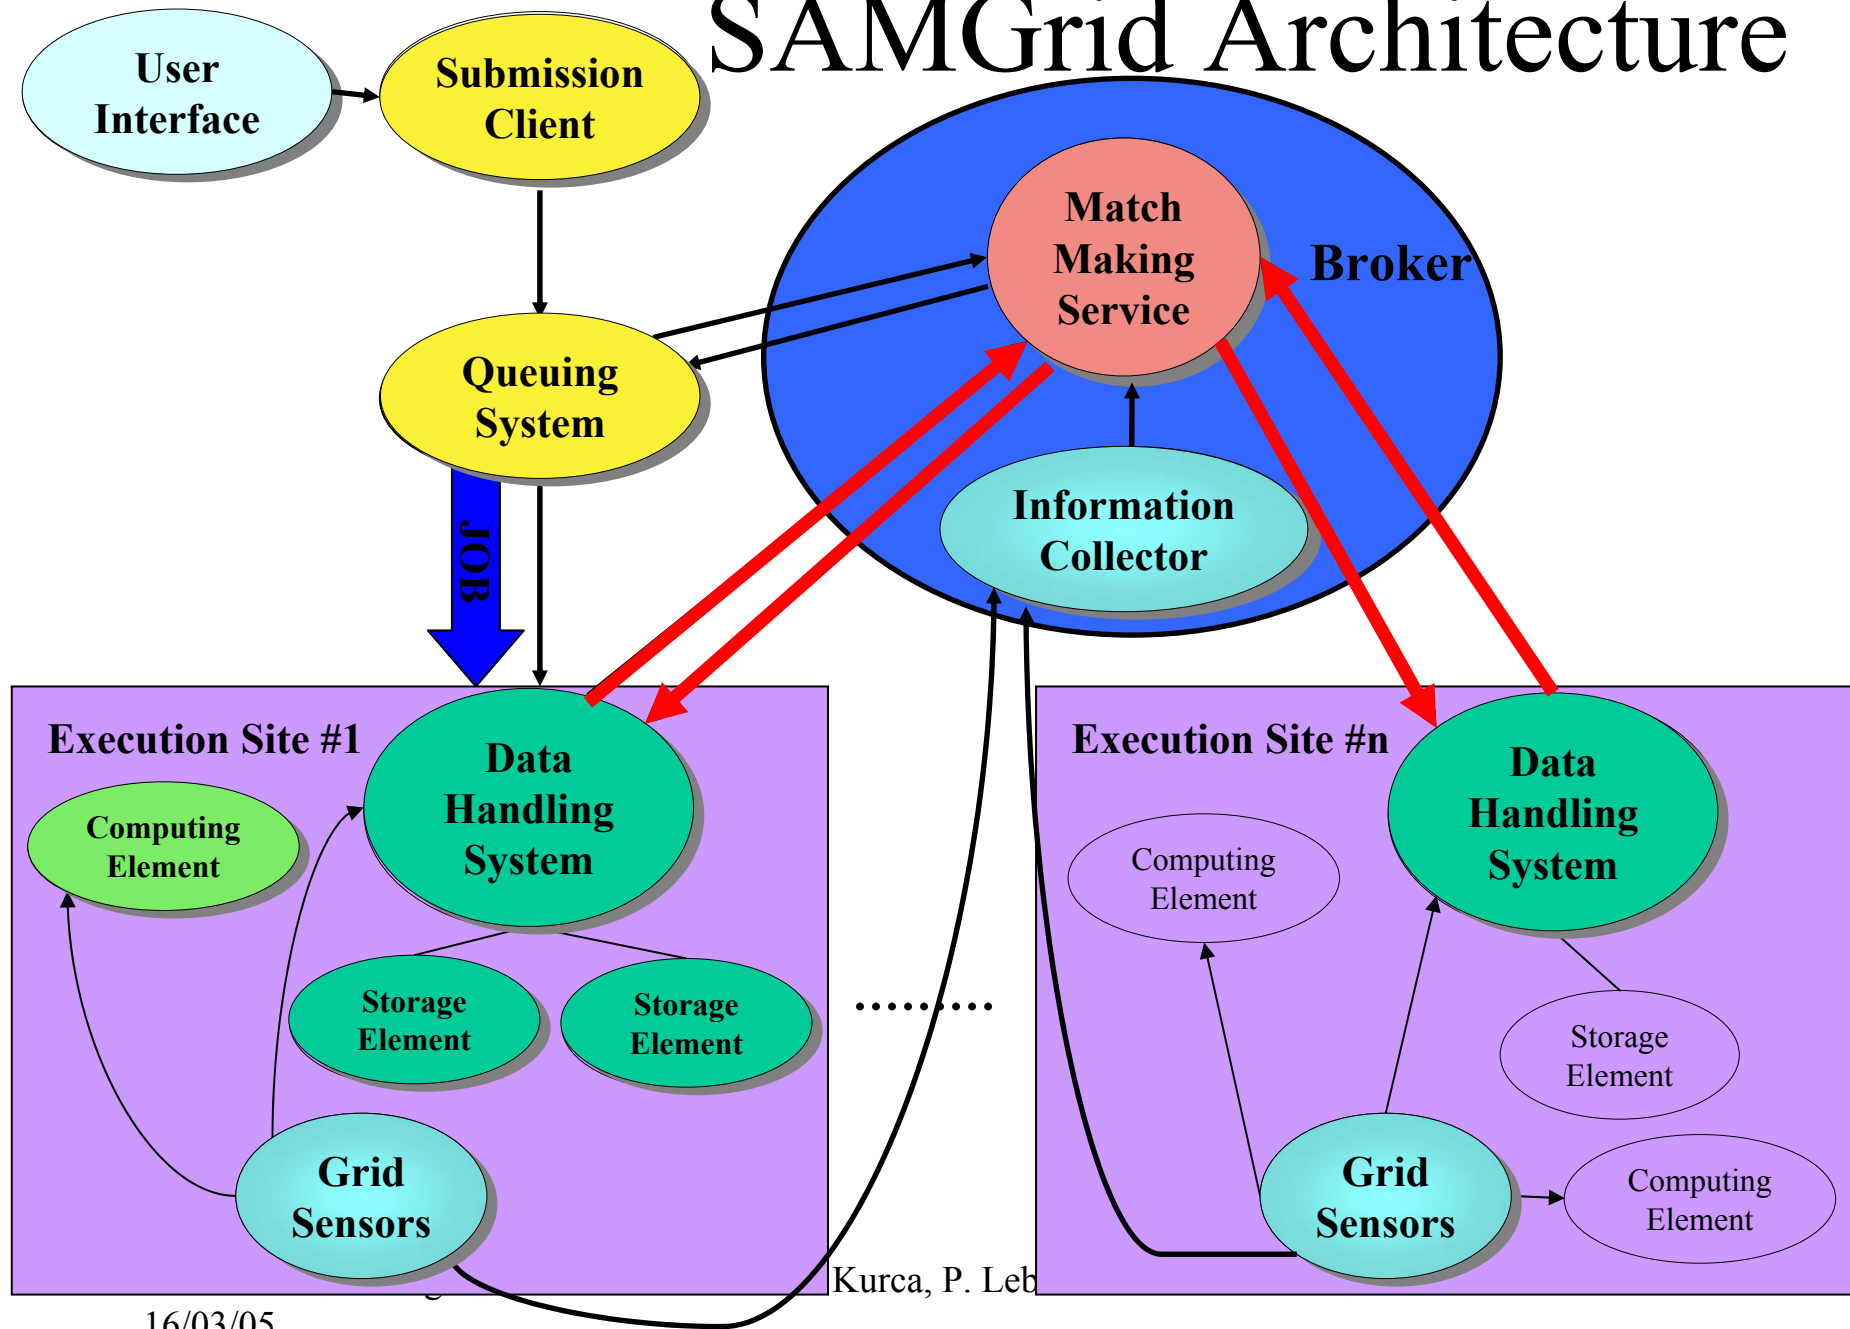 SAMGrid Architecture
User
Interface
Submission
Client
Match
Making
Service
Broker
Queuing
System
Information
Collector
JOB
Execution Site #1
Data
Handling
System
Computing
Element
Storage
Element
Storage
Element
Grid
Sensors
.........
Execution Site #n
Data
Handling
System
Computing
Element
Storage
Element
Grid
Sensors
Computing
Element
Kurca, P. Leb
16/03/05